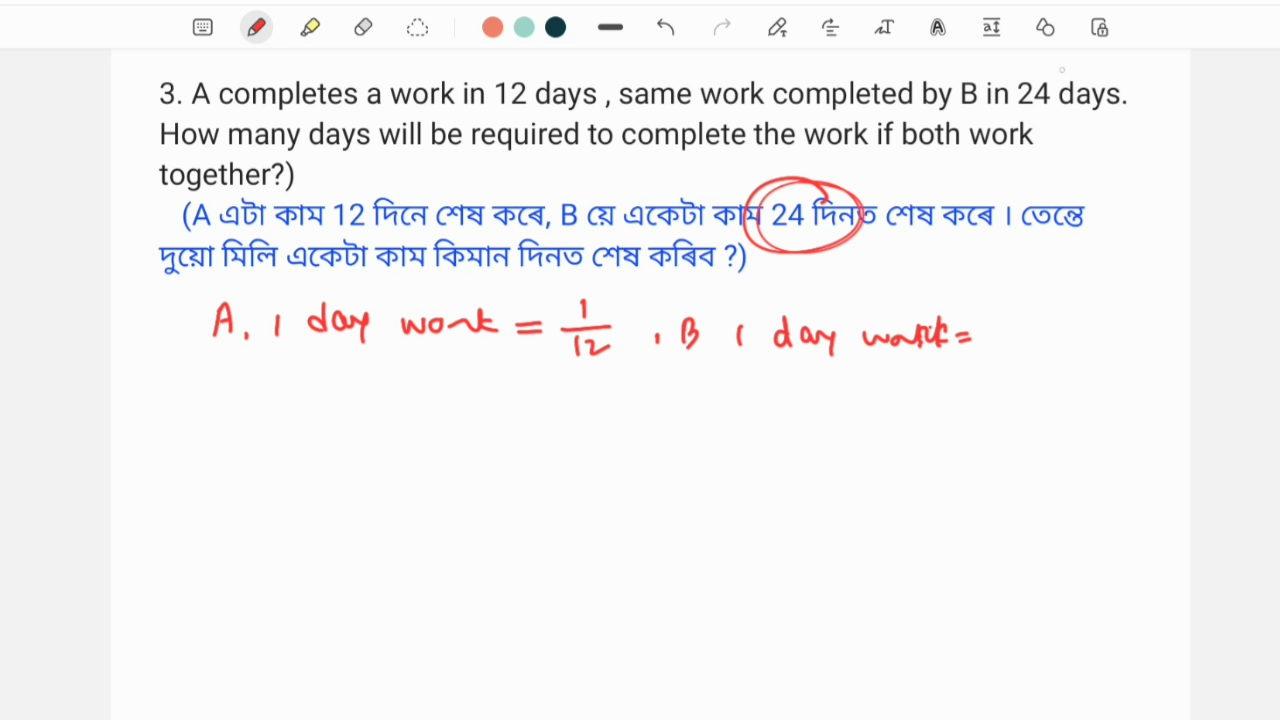 3. A completes a work in 12 days , same work completed by B in 24 days.
How many days will be required to complete the work if both work
together?)
(A এটা কাম 12 দিনে শেষ কৰে, B য়ে একেটা কাম 24 দিনত শেষ কৰে । তেন্তে
দুয়ো মিলি একেটা কাম কিমান দিনত শেষ কৰিব ?)
A, 1 day work = 1/12 , B 1 day work =